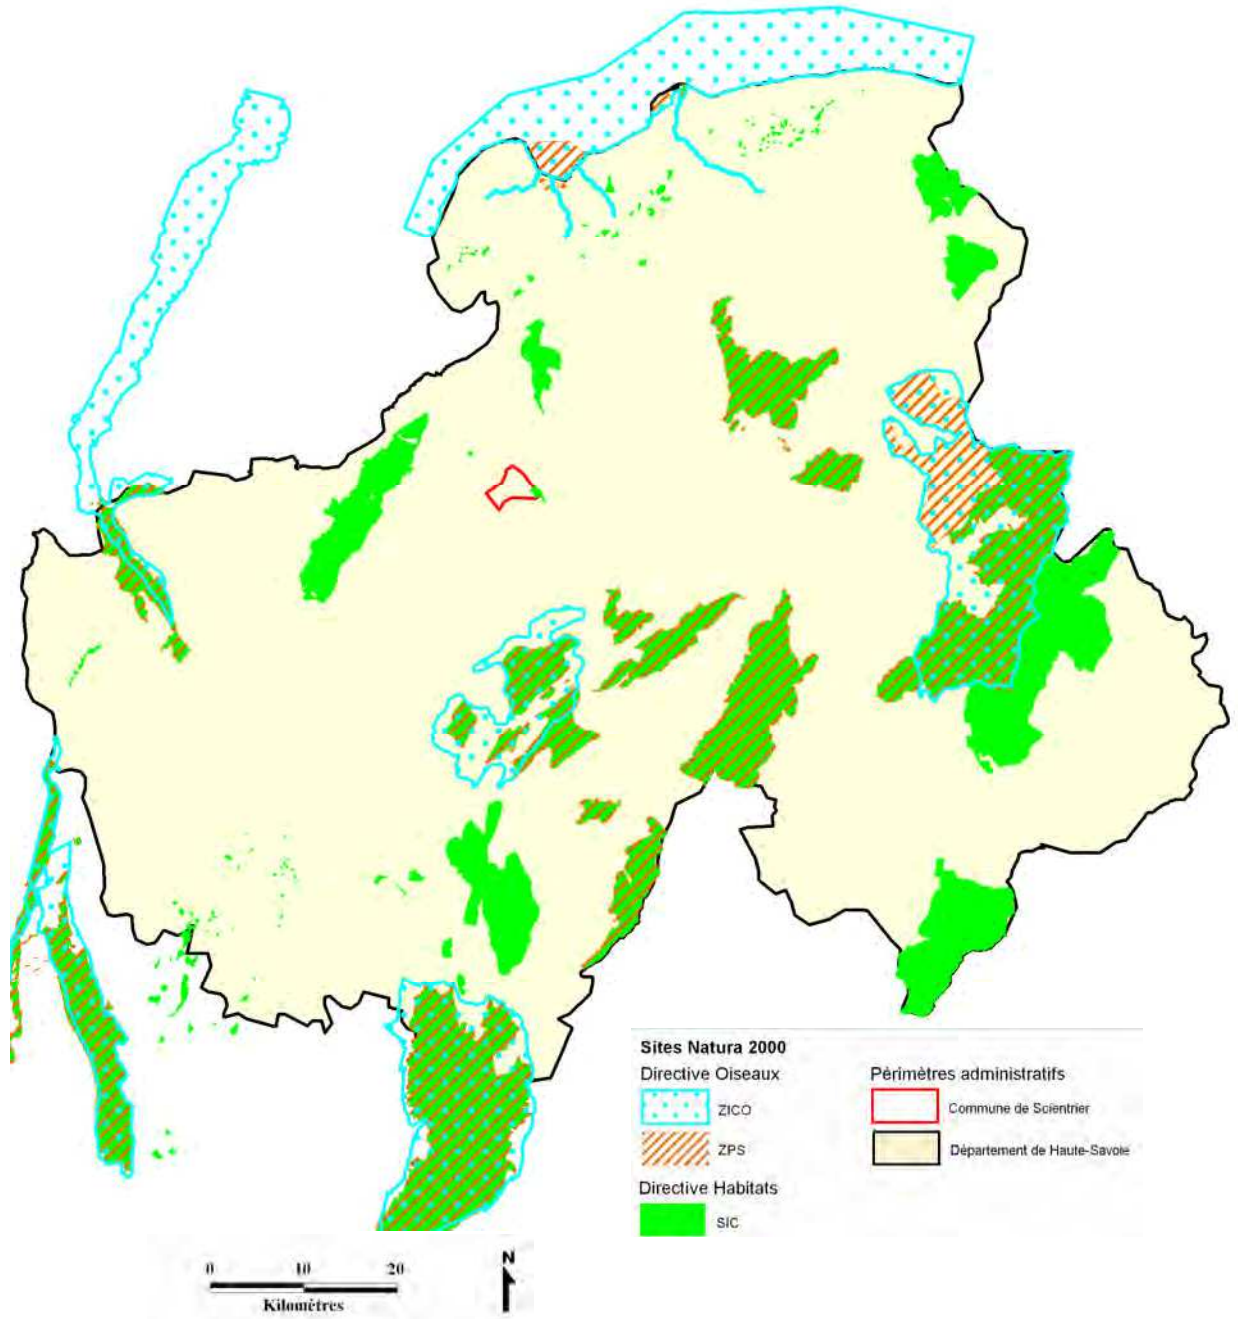 Sites Natura 2000
Directive Oiseaux
ZICO
ZPS
Directive Habitats
SIC
Périmètres administratifs
Commune de Scientrier
Département de Haute-Savoie
0 10 20
Kilomètres
N